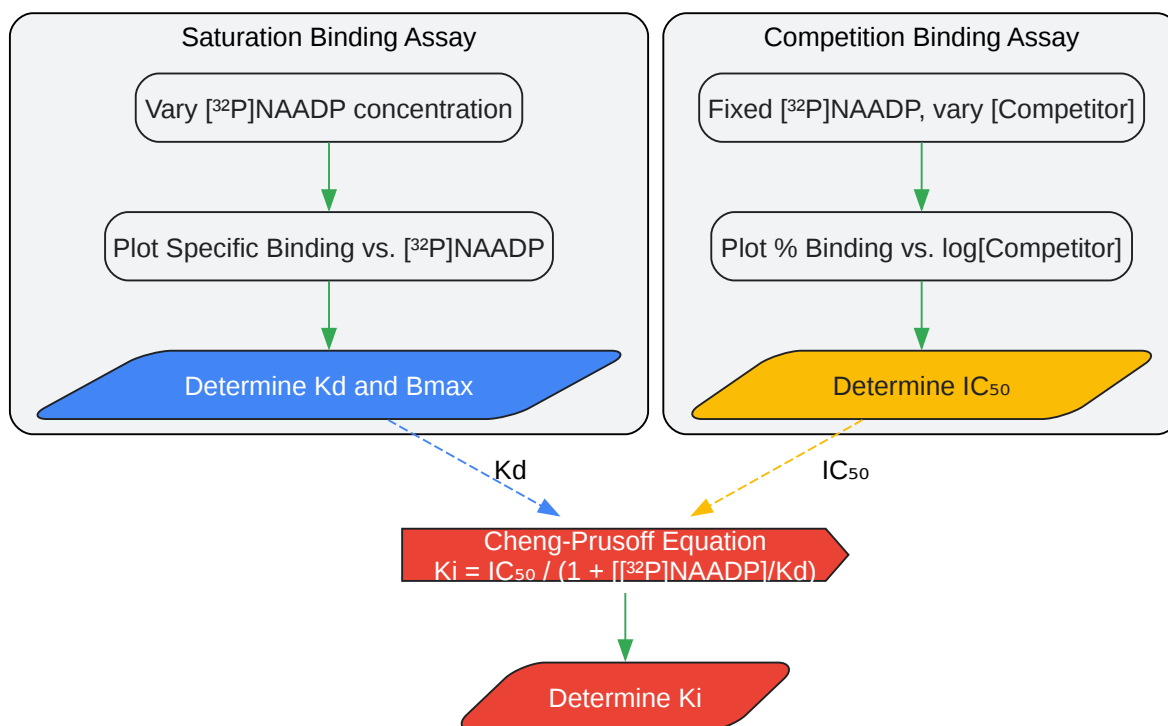 Saturation Binding Assay
Vary [³²P]NAADP concentration
Plot Specific Binding vs. [³²P]NAADP
Determine Kd and Bmax
Competition Binding Assay
Fixed [³²P]NAADP, vary [Competitor]
Plot % Binding vs. log[Competitor]
Determine IC₅₀
Kd
IC₅₀
Cheng-Prusoff Equation
Ki = IC₅₀ / (1 + [[³²P]NAADP]/Kd)
Determine Ki